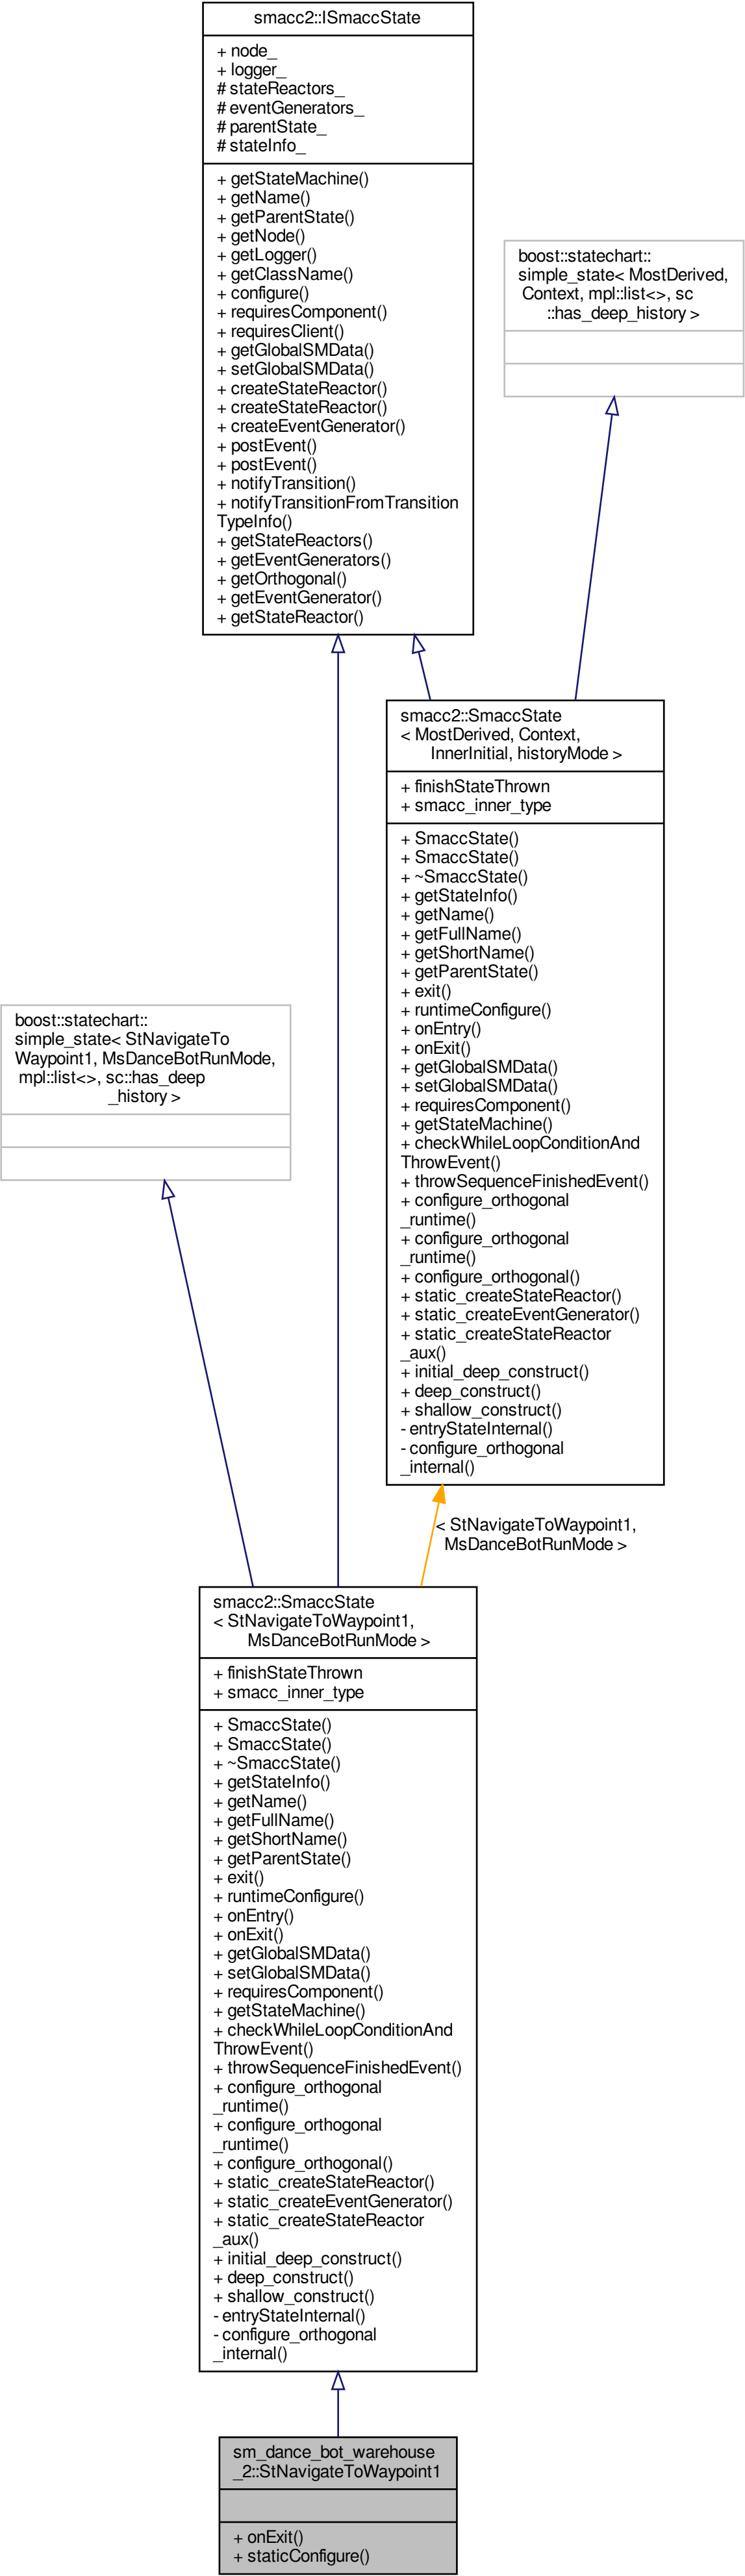 smacc2::ISmaccState
+ node_
+ logger_
# stateReactors_
# eventGenerators_
# parentState_
# stateInfo_
+ getStateMachine()
+ getName()
+ getParentState()
+ getNode()
+ getLogger()
+ getClassName()
+ configure()
+ requiresComponent()
+ requiresClient()
+ getGlobalSMData()
+ setGlobalSMData()
+ createStateReactor()
+ createStateReactor()
+ createEventGenerator()
+ postEvent()
+ postEvent()
+ notifyTransition()
+ notifyTransitionFromTransition
TypeInfo()
+ getStateReactors()
+ getEventGenerators()
+ getOrthogonal()
+ getEventGenerator()
+ getStateReactor()
boost::statechart::
simple_state< MostDerived,
Context, mpl::list<>, sc
::has_deep_history >
smacc2::SmaccState
< MostDerived, Context,
InnerInitial, historyMode >
+ finishStateThrown
+ smacc_inner_type
+ SmaccState()
+ SmaccState()
+ ~SmaccState()
+ getStateInfo()
+ getName()
+ getFullName()
+ getShortName()
+ getParentState()
+ exit()
+ runtimeConfigure()
+ onEntry()
+ onExit()
+ getGlobalSMData()
+ setGlobalSMData()
+ requiresComponent()
+ getStateMachine()
+ checkWhileLoopConditionAnd
ThrowEvent()
+ throwSequenceFinishedEvent()
+ configure_orthogonal
_runtime()
+ configure_orthogonal
_runtime()
+ configure_orthogonal()
+ static_createStateReactor()
+ static_createEventGenerator()
+ static_createStateReactor
_aux()
+ initial_deep_construct()
+ deep_construct()
+ shallow_construct()
- entryStateInternal()
- configure_orthogonal
_internal()
boost::statechart::
simple_state< StNavigateTo
Waypoint1, MsDanceBotRunMode,
mpl::list<>, sc::has_deep
_history >
< StNavigateToWaypoint1,
MsDanceBotRunMode >
smacc2::SmaccState
< StNavigateToWaypoint1,
MsDanceBotRunMode >
+ finishStateThrown
+ smacc_inner_type
+ SmaccState()
+ SmaccState()
+ ~SmaccState()
+ getStateInfo()
+ getName()
+ getFullName()
+ getShortName()
+ getParentState()
+ exit()
+ runtimeConfigure()
+ onEntry()
+ onExit()
+ getGlobalSMData()
+ setGlobalSMData()
+ requiresComponent()
+ getStateMachine()
+ checkWhileLoopConditionAnd
ThrowEvent()
+ throwSequenceFinishedEvent()
+ configure_orthogonal
_runtime()
+ configure_orthogonal
_runtime()
+ configure_orthogonal()
+ static_createStateReactor()
+ static_createEventGenerator()
+ static_createStateReactor
_aux()
+ initial_deep_construct()
+ deep_construct()
+ shallow_construct()
- entryStateInternal()
- configure_orthogonal
_internal()
sm_dance_bot_warehouse
_2::StNavigateToWaypoint1
+ onExit()
+ staticConfigure()